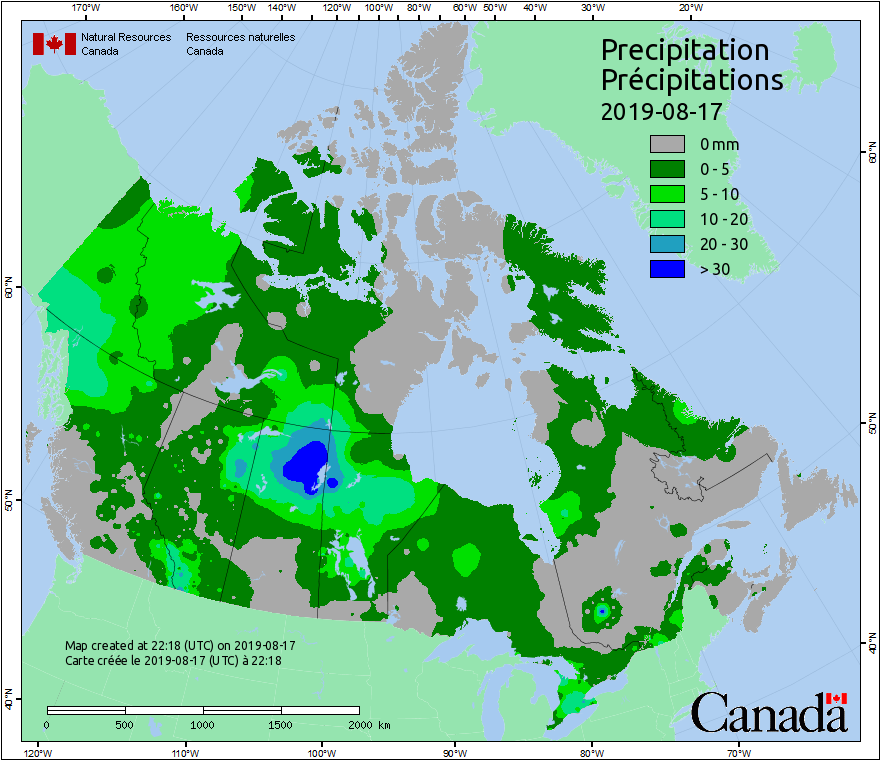 170°W 160°W 150°W 140°W 130°W 120°W 110°W 100°W 90°W 80°W 70°W 60°W 50°W 40°W 30°W 20°W
Natural Resources Canada
Ressources naturelles Canada
Precipitation
Précipitations
2019-08-17
0 mm
0 - 5
5 - 10
10 - 20
20 - 30
> 30
60°N
60°N
50°N
50°N
40°N
40°N
Map created at 22:18 (UTC) on 2019-08-17
Carte créée le 2019-08-17 (UTC) à 22:18
0 500 1000 1500 2000 km
Canada
120°W 110°W 100°W 90°W 80°W 70°W